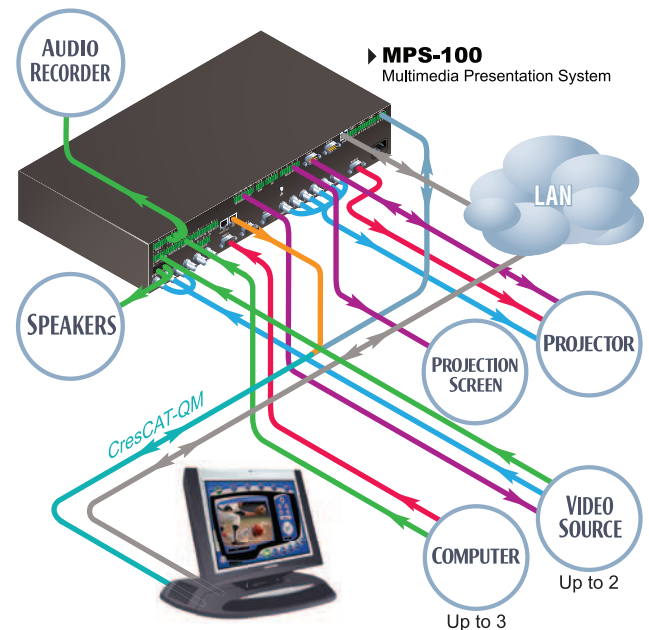 AUDIO
RECORDER
MPS-100
Multimedia Presentation System
LAN
SPEAKERS
PROJECTOR
PROJECTION
SCREEN
CresCAT-QM
VIDEO
SOURCE
Up to 2
COMPUTER
Up to 3